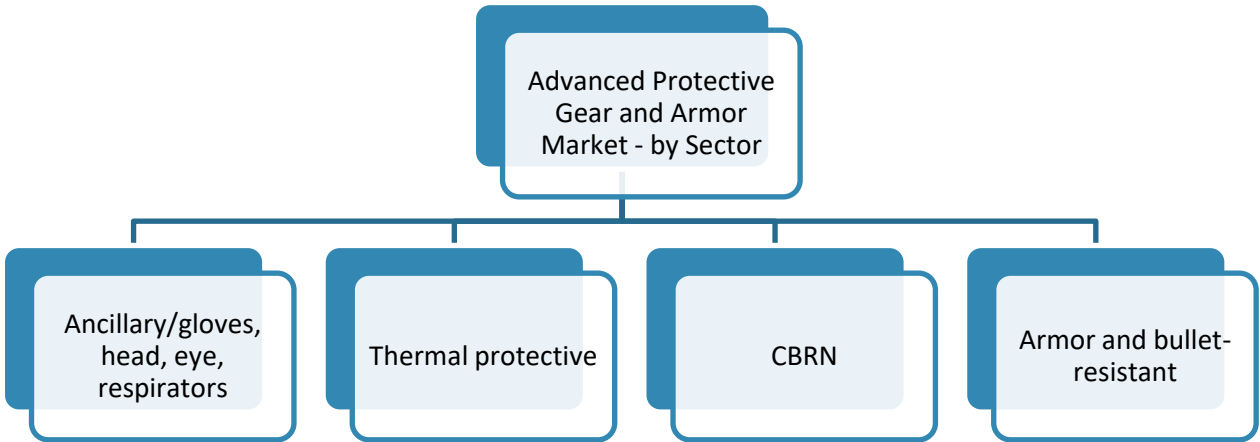 Advanced Protective
Gear and Armor
Market - by Sector
Ancillary/gloves,
head, eye,
respirators
Thermal protective
CBRN
Armor and bullet-
resistant